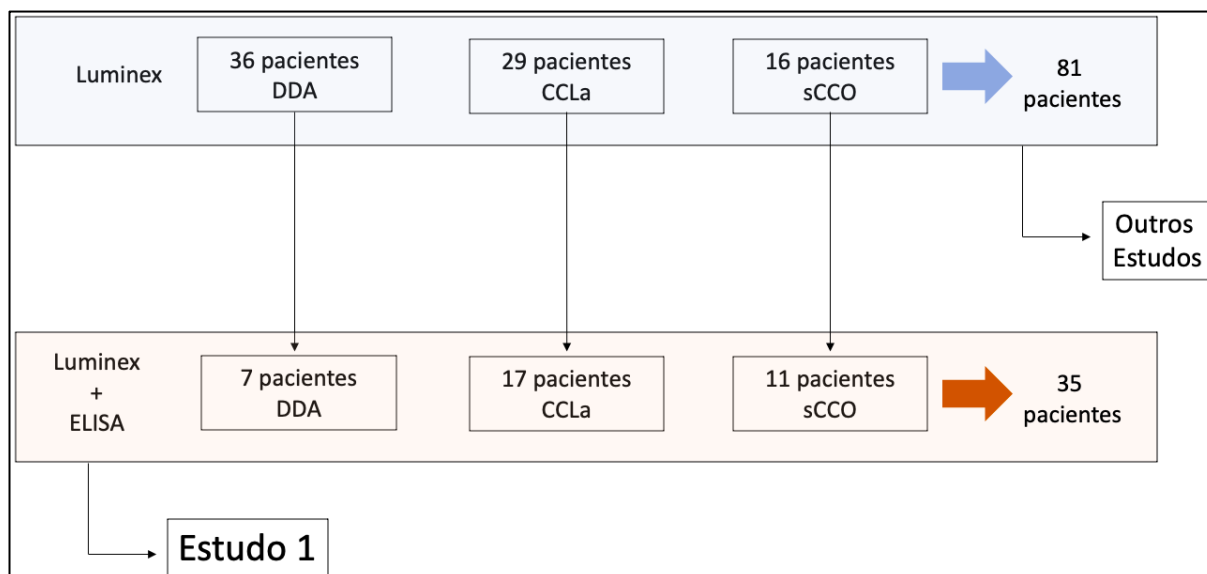 Luminex
36 pacientes
DDA
29 pacientes
CCLa
16 pacientes
sCCO
81
pacientes
Outros
Estudos
Luminex
+
ELISA
7 pacientes
DDA
17 pacientes
CCLa
11 pacientes
sCCO
35
pacientes
Estudo 1